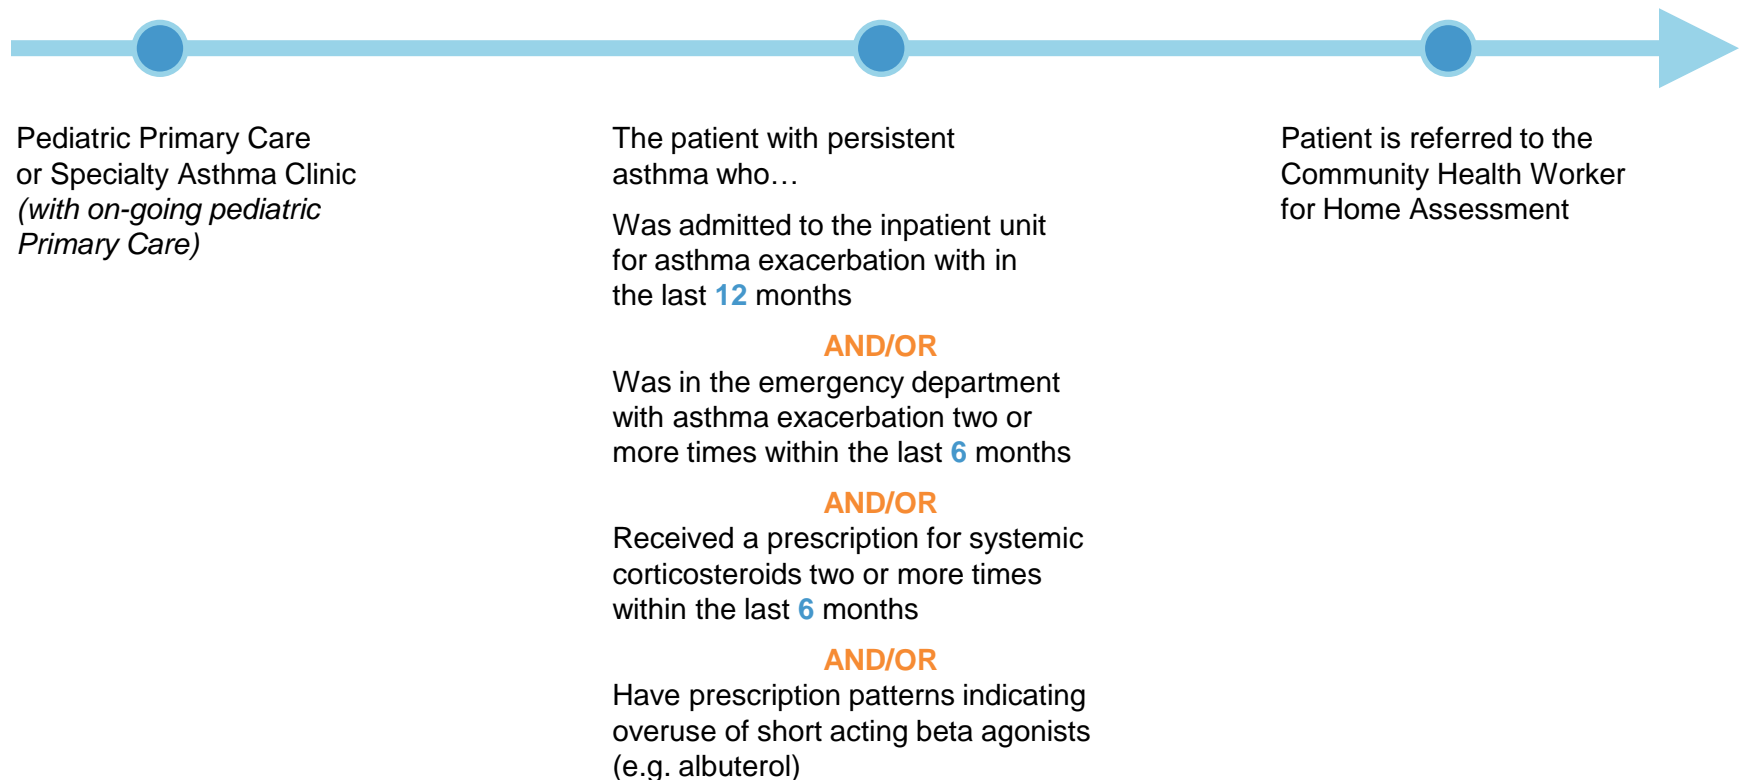 Pediatric Primary Care
or Specialty Asthma Clinic
(with on-going pediatric
Primary Care)
The patient with persistent
asthma who…
Was admitted to the inpatient unit
for asthma exacerbation with in
the last 12 months
AND/OR
Was in the emergency department
with asthma exacerbation two or
more times within the last 6 months
AND/OR
Received a prescription for systemic
corticosteroids two or more times
within the last 6 months
AND/OR
Have prescription patterns indicating
overuse of short acting beta agonists
(e.g. albuterol)
Patient is referred to the
Community Health Worker
for Home Assessment